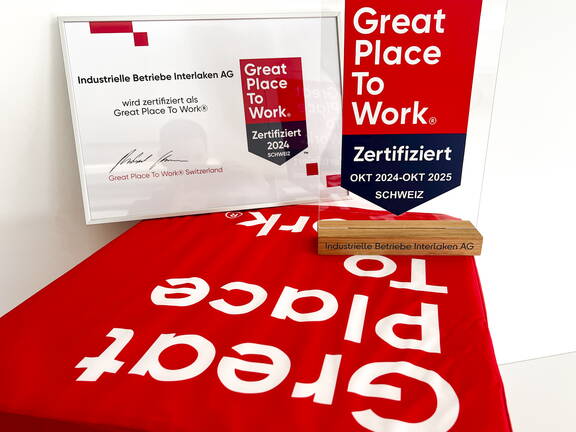 Industrielle Betriebe Interlaken AG
wird zertifiziert als
Great Place To Work®
Great Place To Work® Switzerland
Great
Place
To
Work®
Zertifiziert
2024
SCHWEIZ
Great
Place
To
Work®
Zertifiziert
OKT 2024-OKT 2025
SCHWEIZ
Industrielle Betriebe Interlaken AG
Great
Place
To
Work®